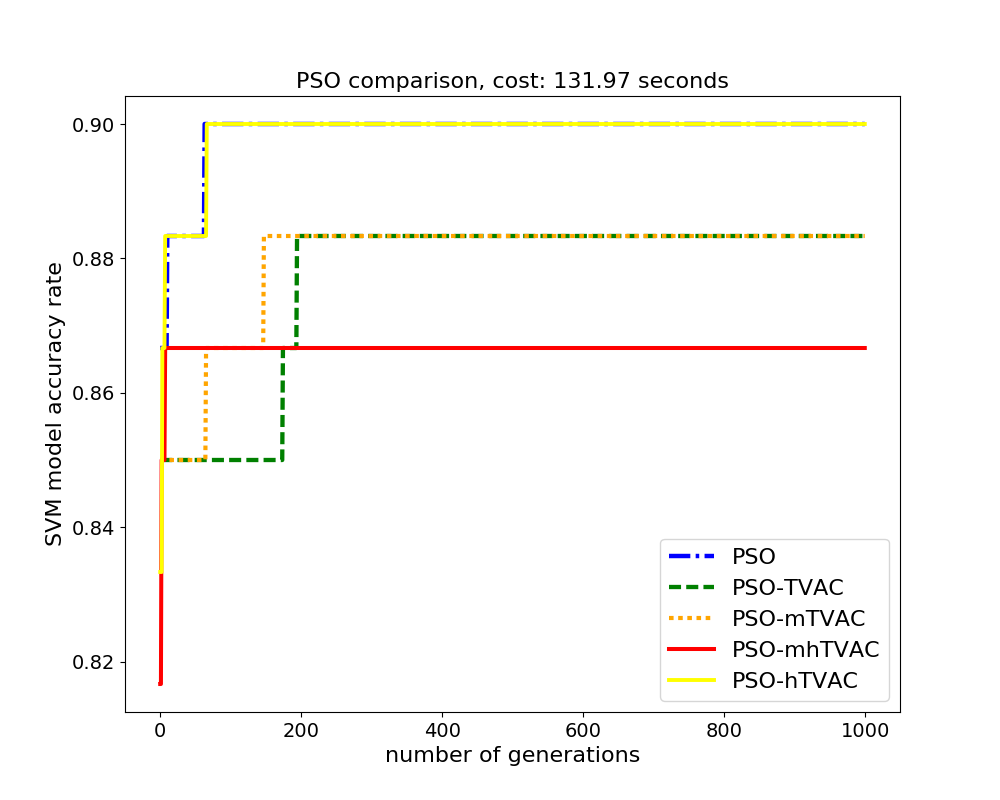 PSO comparison, cost: 131.97 seconds
SVM model accuracy rate
0.90
0.88
0.86
0.84
0.82
0 200 400 600 800 1000
number of generations
PSO
PSO-TVAC
PSO-mTVAC
PSO-mhTVAC
PSO-hTVAC